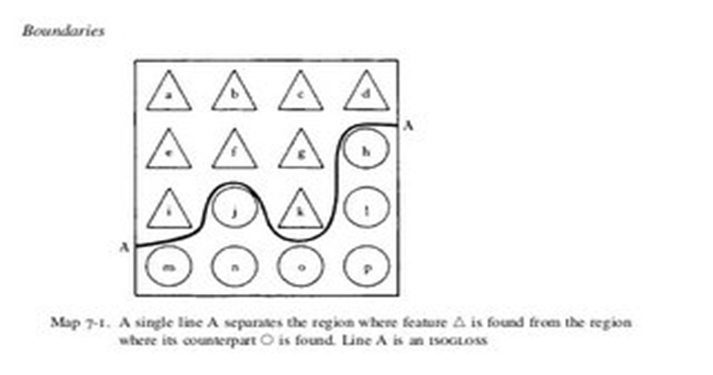 Boundaries
a b c d
A
e f g h
i j k l
A
m n o p
Map 7-1. A single line A separates the region where feature △ is found from the region
where its counterpart ○ is found. Line A is an ISOGLOSS